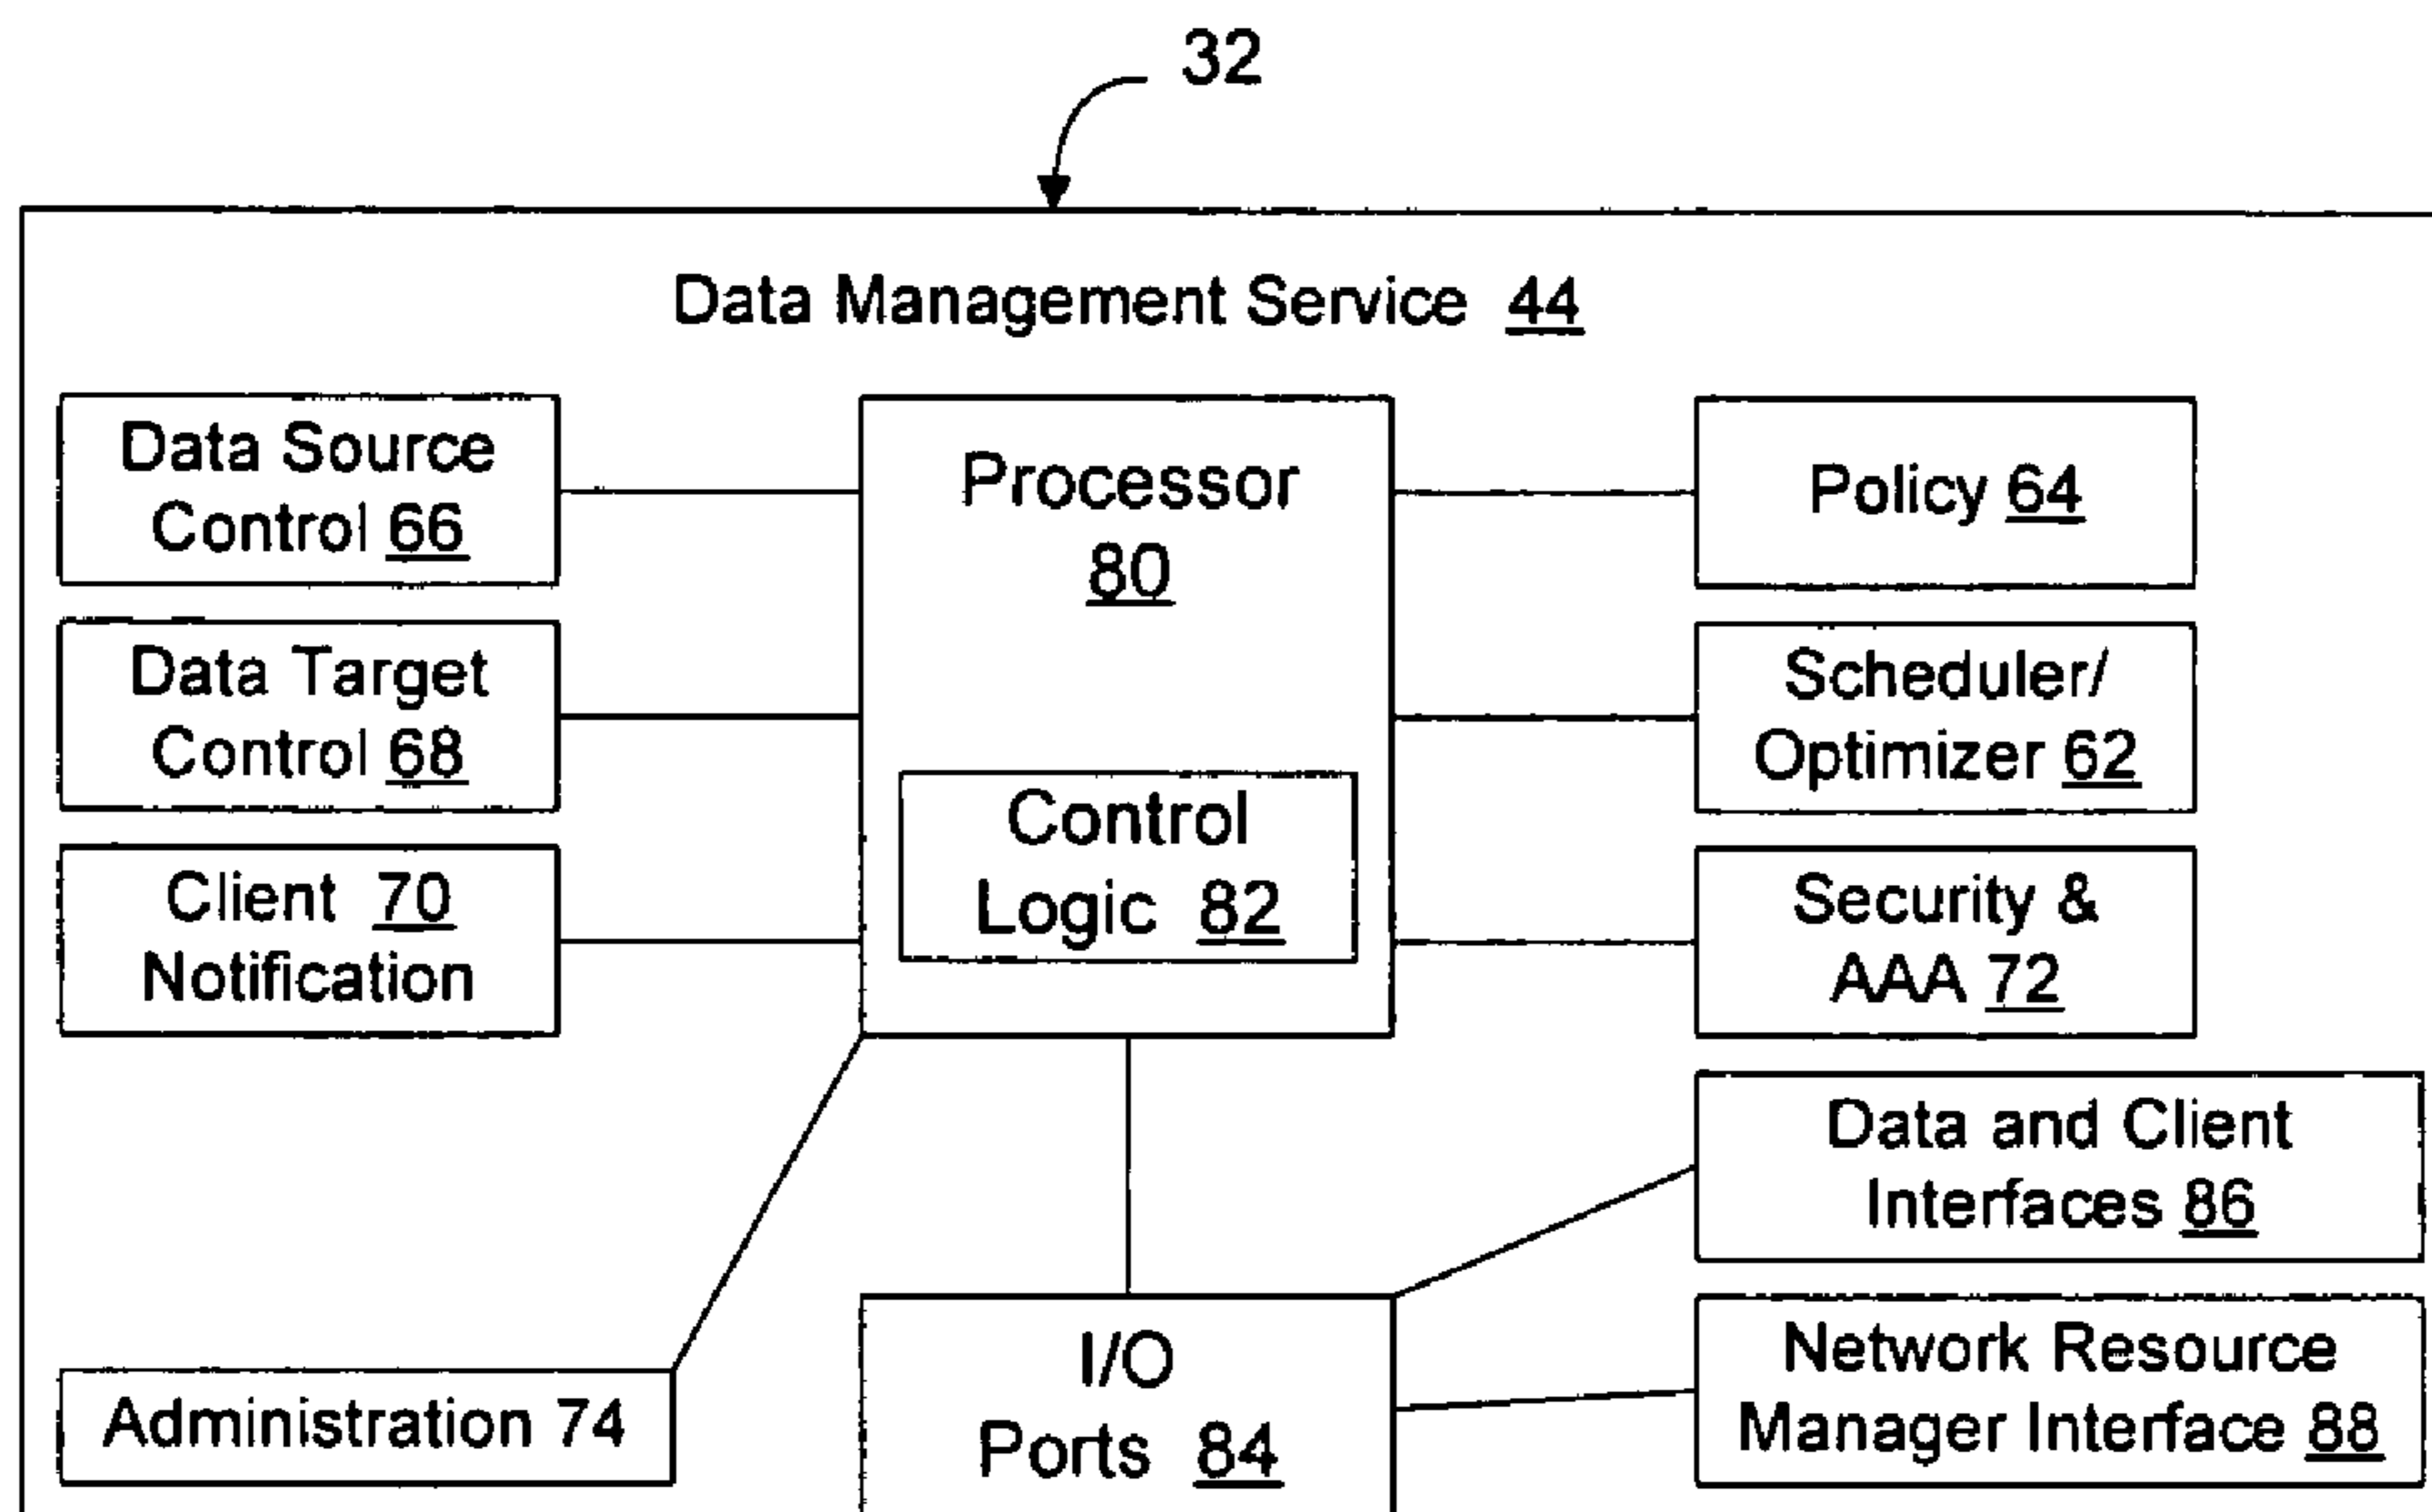 32
Data Management Service 44
Data Source
Control 66
Processor
80
Policy 64
Data Target
Control 68
Scheduler/
Optimizer 62
Control
Logic 82
Client 70
Notification
Security &
AAA 72
Data and Client
Interfaces 86
I/O
Ports 84
Network Resource
Manager Interface 88
Administration 74